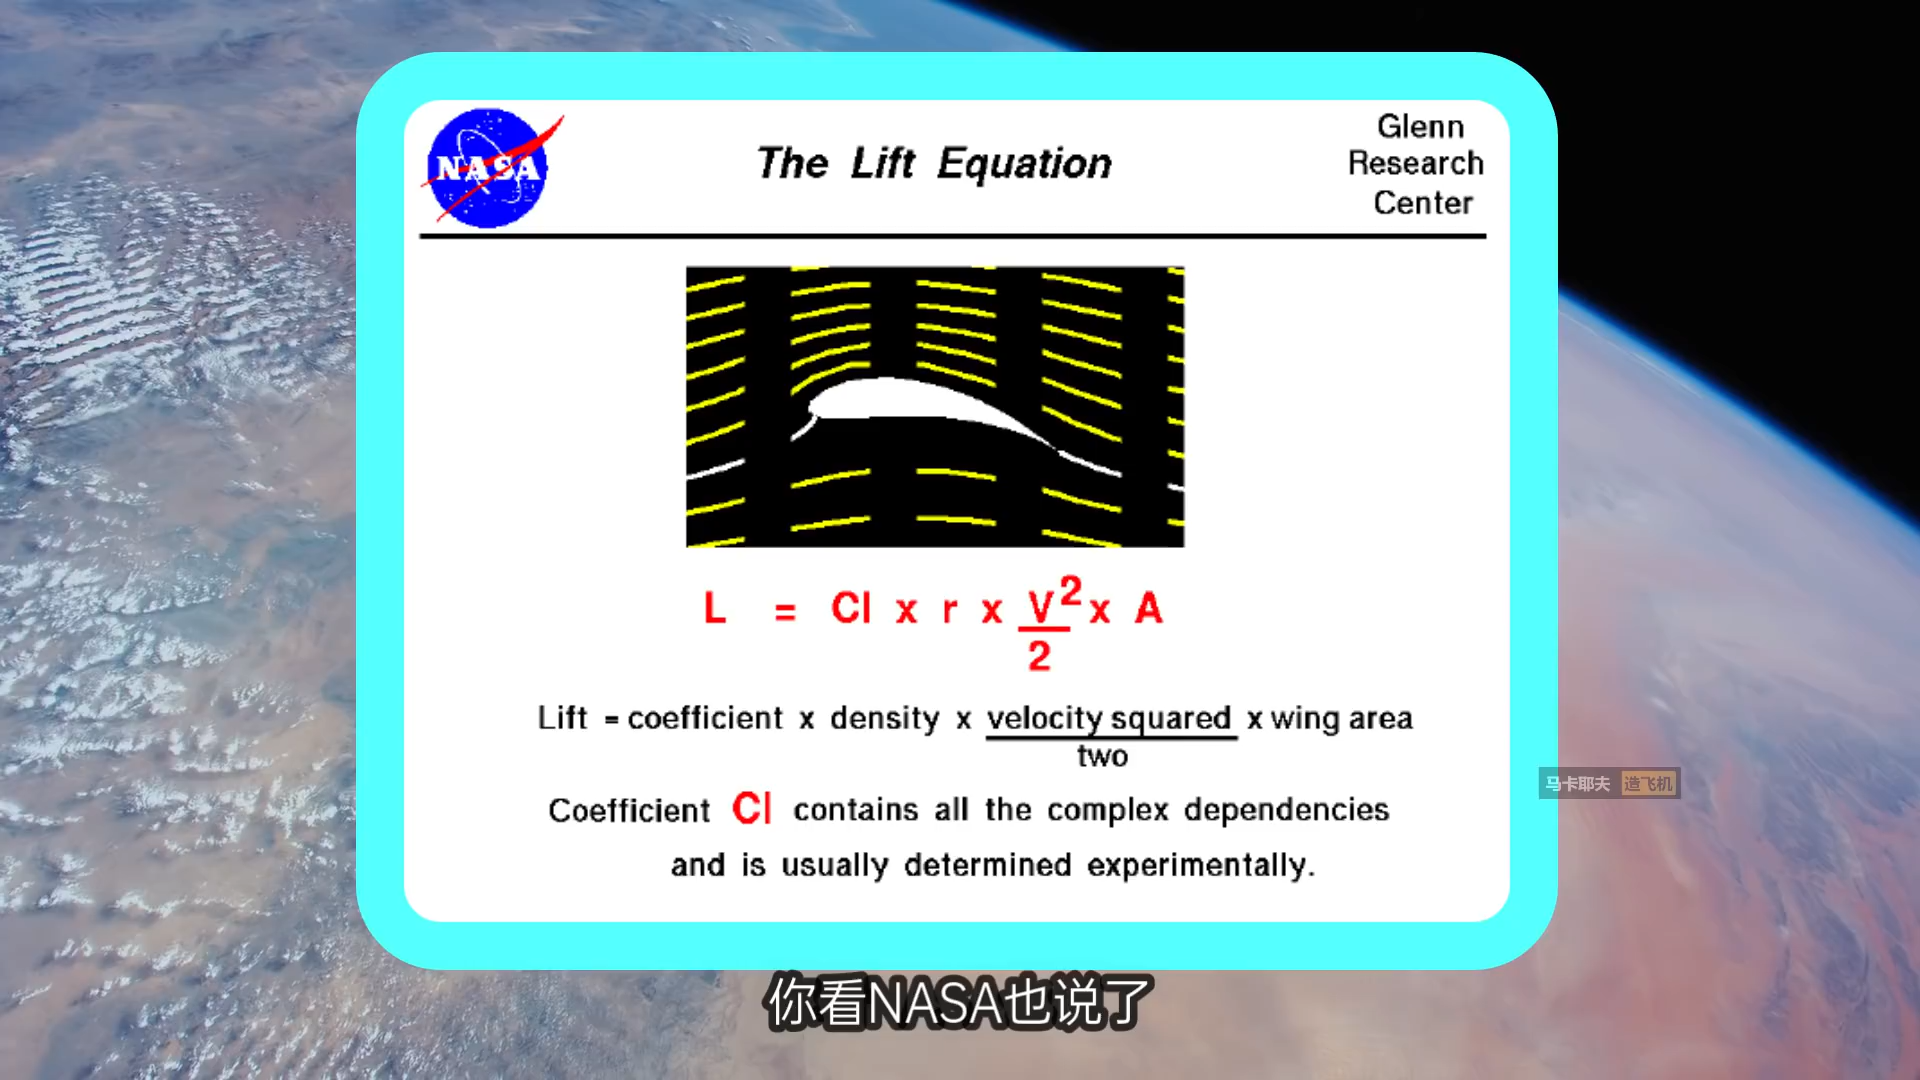 NASA
The Lift Equation
Glenn
Research
Center
L = Cl x r x V² x A
2
Lift = coefficient x density x velocity squared x wing area
two
Coefficient Cl contains all the complex dependencies
and is usually determined experimentally.
马卡耶夫 造飞机
你看NASA也说了